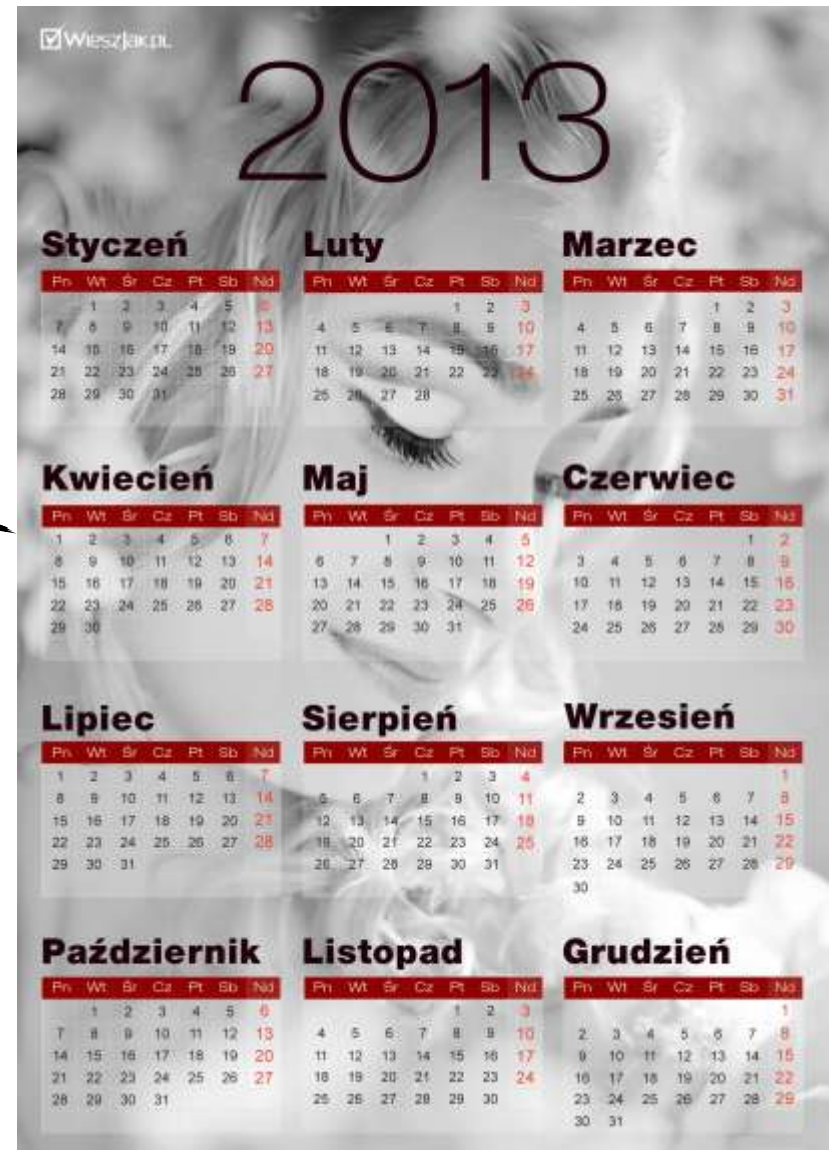 WieszJak.pl
2013
Styczeń Luty Marzec
Pn Wt Śr Cz Pt Sb Nd Pn Wt Śr Cz Pt Sb Nd Pn Wt Śr Cz Pt Sb Nd
1 2 3 4 5 6 1 2 3 1 2 3
7 8 9 10 11 12 13 4 5 6 7 8 9 10 4 5 6 7 8 9 10
14 15 16 17 18 19 20 11 12 13 14 15 16 17 11 12 13 14 15 16 17
21 22 23 24 25 26 27 18 19 20 21 22 23 24 18 19 20 21 22 23 24
28 29 30 31 25 26 27 28 25 26 27 28 29 30 31
Kwiecień Maj Czerwiec
Pn Wt Śr Cz Pt Sb Nd Pn Wt Śr Cz Pt Sb Nd Pn Wt Śr Cz Pt Sb Nd
1 2 3 4 5 6 7 1 2 3 4 5 1 2
8 9 10 11 12 13 14 6 7 8 9 10 11 12 3 4 5 6 7 8 9
15 16 17 18 19 20 21 13 14 15 16 17 18 19 10 11 12 13 14 15 16
22 23 24 25 26 27 28 20 21 22 23 24 25 26 17 18 19 20 21 22 23
29 30 27 28 29 30 31 24 25 26 27 28 29 30
Lipiec Sierpień Wrzesień
Pn Wt Śr Cz Pt Sb Nd Pn Wt Śr Cz Pt Sb Nd Pn Wt Śr Cz Pt Sb Nd
1 2 3 4 5 6 7 1 2 3 4 1
8 9 10 11 12 13 14 5 6 7 8 9 10 11 2 3 4 5 6 7 8
15 16 17 18 19 20 21 12 13 14 15 16 17 18 9 10 11 12 13 14 15
22 23 24 25 26 27 28 19 20 21 22 23 24 25 16 17 18 19 20 21 22
29 30 31 26 27 28 29 30 31 23 24 25 26 27 28 29
30
Październik Listopad Grudzień
Pn Wt Śr Cz Pt Sb Nd Pn Wt Śr Cz Pt Sb Nd Pn Wt Śr Cz Pt Sb Nd
1 2 3 4 5 6 1 2 3 1
7 8 9 10 11 12 13 4 5 6 7 8 9 10 2 3 4 5 6 7 8
14 15 16 17 18 19 20 11 12 13 14 15 16 17 9 10 11 12 13 14 15
21 22 23 24 25 26 27 18 19 20 21 22 23 24 16 17 18 19 20 21 22
28 29 30 31 25 26 27 28 29 30 23 24 25 26 27 28 29
30 31